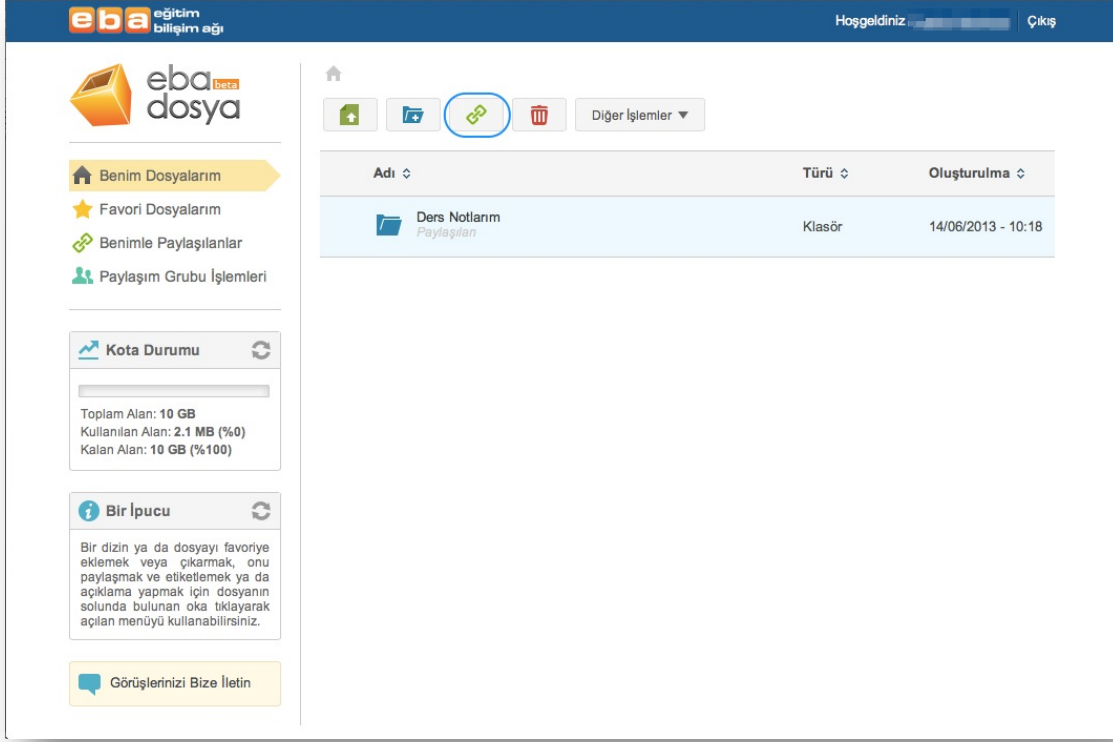 eba eğitim
bilişim ağı
Hoşgeldiniz
Çıkış
eba beta
dosya
Diğer İşlemler ▼
Adı
Türü
Oluşturulma
Ders Notlarım
Paylaşılan
Klasör
14/06/2013 - 10:18
Benim Dosyalarım
Favori Dosyalarım
Benimle Paylaşılanlar
Paylaşım Grubu İşlemleri
Kota Durumu
Toplam Alan: 10 GB
Kullanılan Alan: 2.1 MB (%0)
Kalan Alan: 10 GB (%100)
Bir İpucu
Bir dizin ya da dosyayı favoriye
eklemek veya çıkarmak, onu
paylaşmak ve etiketlemek ya da
açıklama yapmak için dosyanın
solunda bulunan oka tıklayarak
açılan menüyü kullanabilirsiniz.
Görüşlerinizi Bize İletin